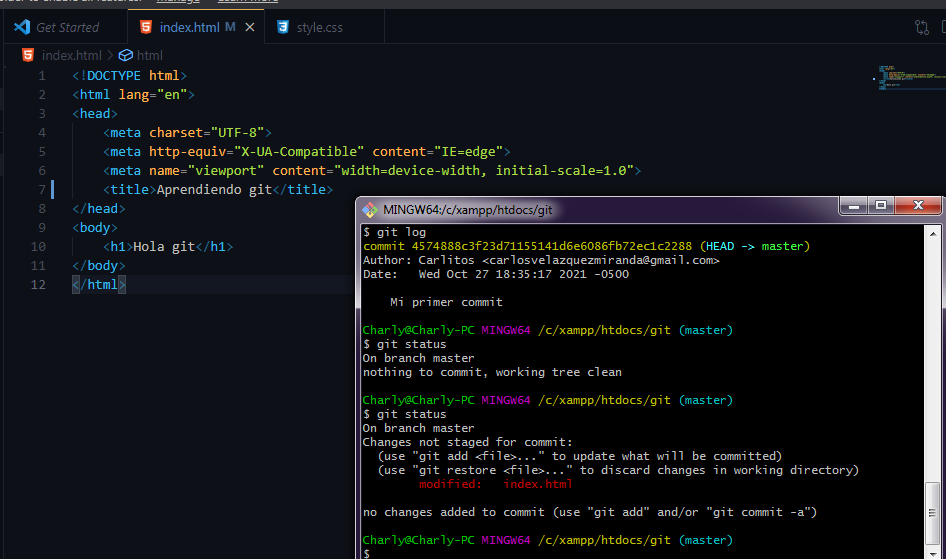 Get Started
index.html M
style.css
index.html > html
1 <!DOCTYPE html>
2 <html lang="en">
3 <head>
4 <meta charset="UTF-8">
5 <meta http-equiv="X-UA-Compatible" content="IE=edge">
6 <meta name="viewport" content="width=device-width, initial-scale=1.0">
7 <title>Aprendiendo git</title>
8 </head>
9 <body>
10 <h1>Hola git</h1>
11 </body>
12 </html>
MINGW64:/c/xampp/htdocs/git
$ git log
commit 4574888c3f23d71155141d6e6086fb72ec1c2288 (HEAD -> master)
Author: Carlitos <carlosvelazquezmiranda@gmail.com>
Date: Wed Oct 27 18:35:17 2021 -0500
Mi primer commit
Charly@Charly-PC MINGW64 /c/xampp/htdocs/git (master)
$ git status
On branch master
nothing to commit, working tree clean
Charly@Charly-PC MINGW64 /c/xampp/htdocs/git (master)
$ git status
On branch master
Changes not staged for commit:
(use "git add <file>..." to update what will be committed)
(use "git restore <file>..." to discard changes in working directory)
modified: index.html
no changes added to commit (use "git add" and/or "git commit -a")
Charly@Charly-PC MINGW64 /c/xampp/htdocs/git (master)
$